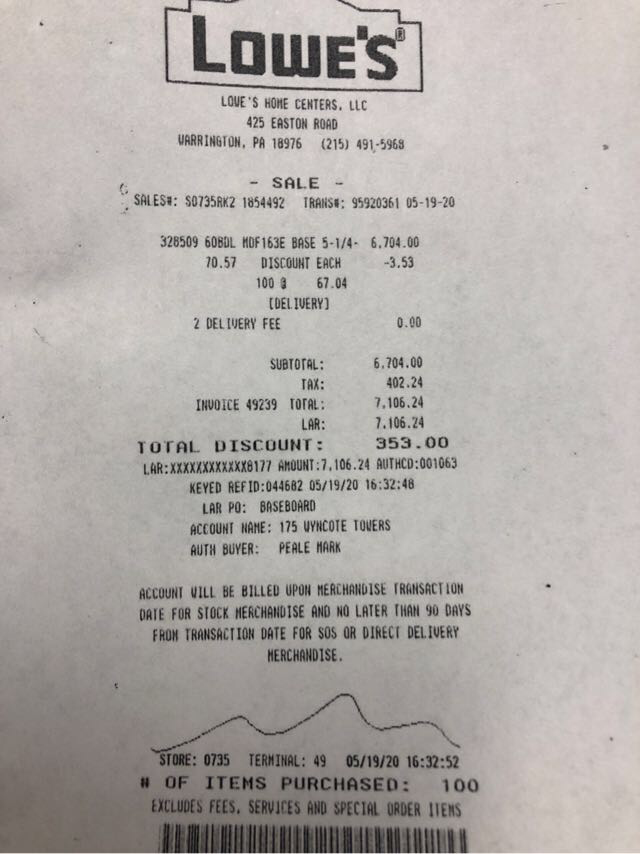 LOWE'S®
LOWE'S HOME CENTERS, LLC
425 EASTON ROAD
WARRINGTON, PA 18976 (215) 491-5968
- SALE -
SALES#: S0735RK2 1854492 TRANS#: 95920361 05-19-20
328509 60BDL MDF163E BASE 5-1/4- 6,704.00
70.57 DISCOUNT EACH -3.53
100 @ 67.04
[DELIVERY]
2 DELIVERY FEE 0.00
SUBTOTAL: 6,704.00
TAX: 402.24
INVOICE 49239 TOTAL: 7,106.24
LAR: 7,106.24
TOTAL DISCOUNT: 353.00
LAR:XXXXXXXXXXXX8177 AMOUNT:7,106.24 AUTHCD:001063
KEYED REFID:044682 05/19/20 16:32:48
LAR PO: BASEBOARD
ACCOUNT NAME: 175 WYNCOTE TOWERS
AUTH BUYER: PEALE MARK
ACCOUNT WILL BE BILLED UPON MERCHANDISE TRANSACTION
DATE FOR STOCK MERCHANDISE AND NO LATER THAN 90 DAYS
FROM TRANSACTION DATE FOR SOS OR DIRECT DELIVERY
MERCHANDISE.
STORE: 0735 TERMINAL: 49 05/19/20 16:32:52
# OF ITEMS PURCHASED: 100
EXCLUDES FEES, SERVICES AND SPECIAL ORDER ITEMS